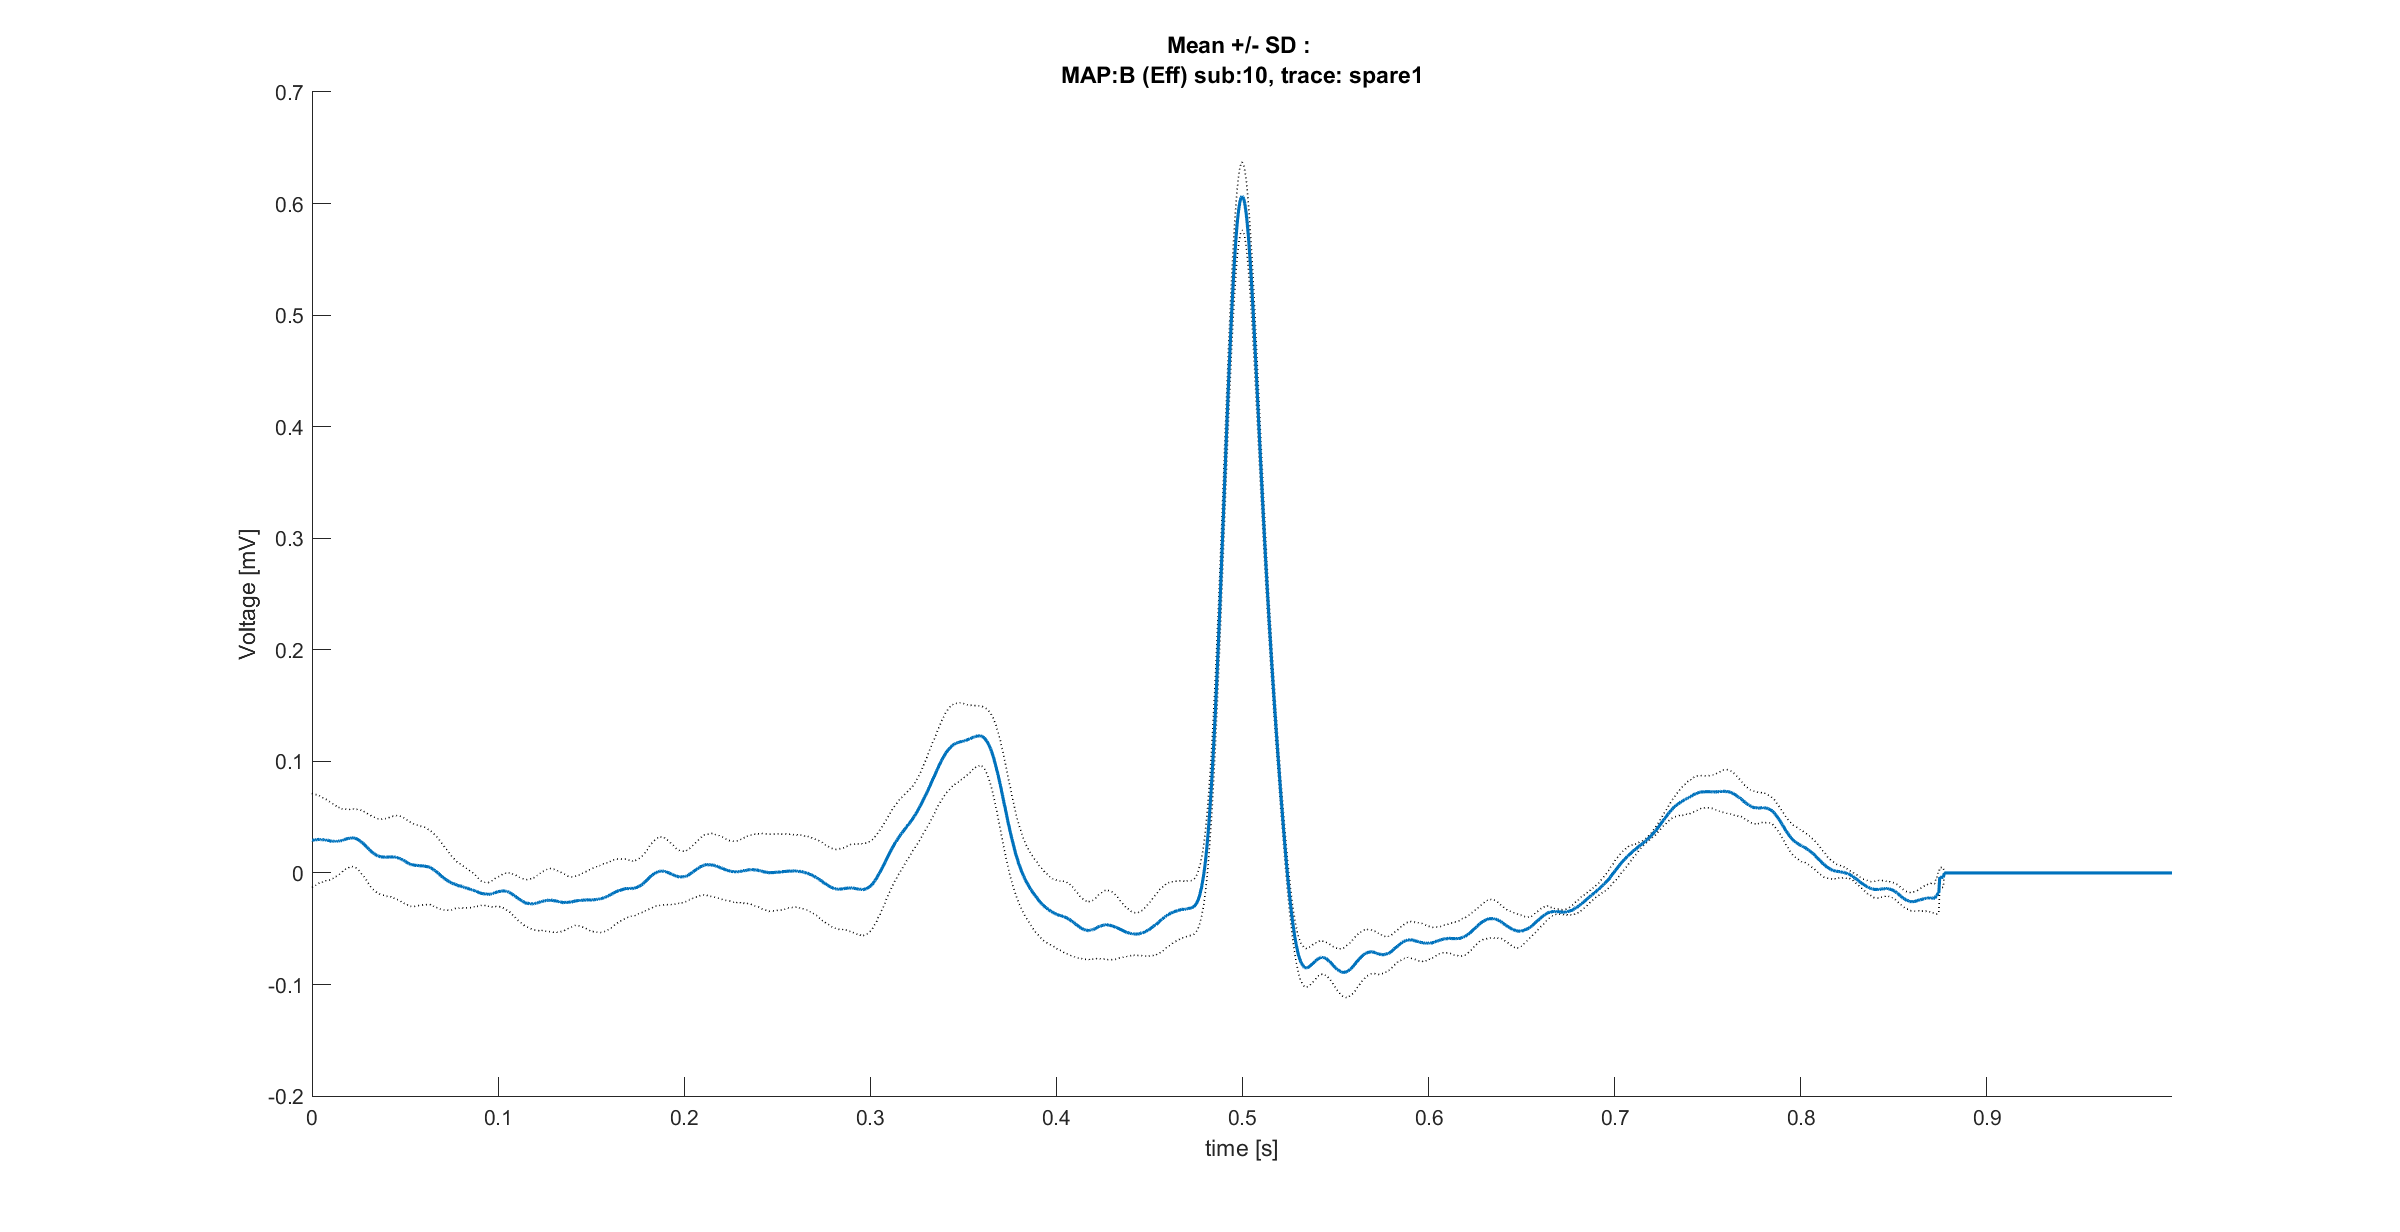 Mean +/- SD :
MAP:B (Eff) sub:10, trace: spare1
0.7
0.6
0.5
0.4
0.3
0.2
0.1
0
-0.1
-0.2
Voltage [mV]
0 0.1 0.2 0.3 0.4 0.5 0.6 0.7 0.8 0.9
time [s]